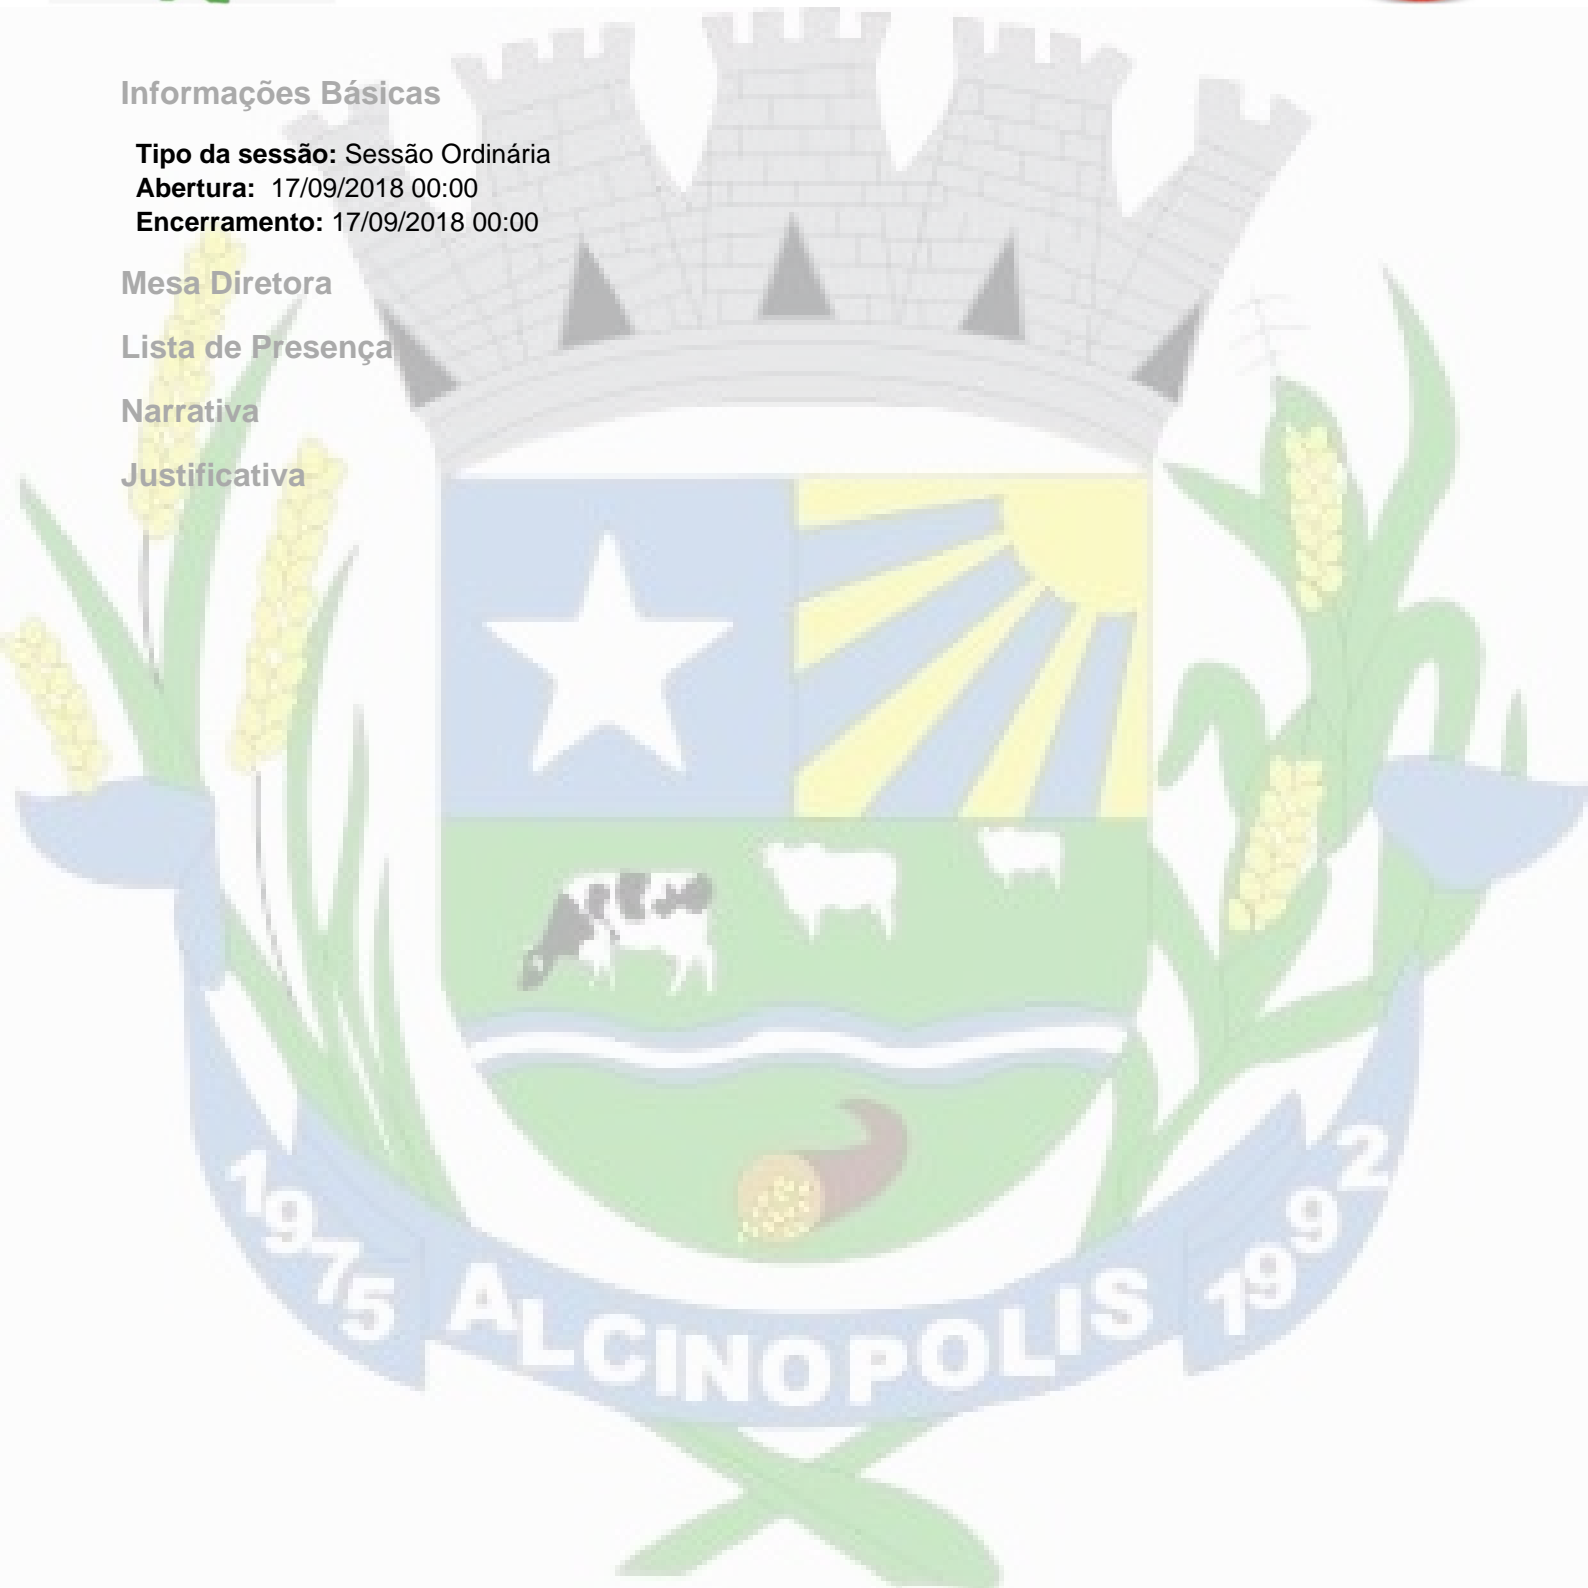 Informações Básicas
Tipo da sessão: Sessão Ordinária
Abertura: 17/09/2018 00:00
Encerramento: 17/09/2018 00:00
Mesa Diretora
Lista de Presença
Narrativa
Justificativa
1975 ALCINOPOLIS 1992